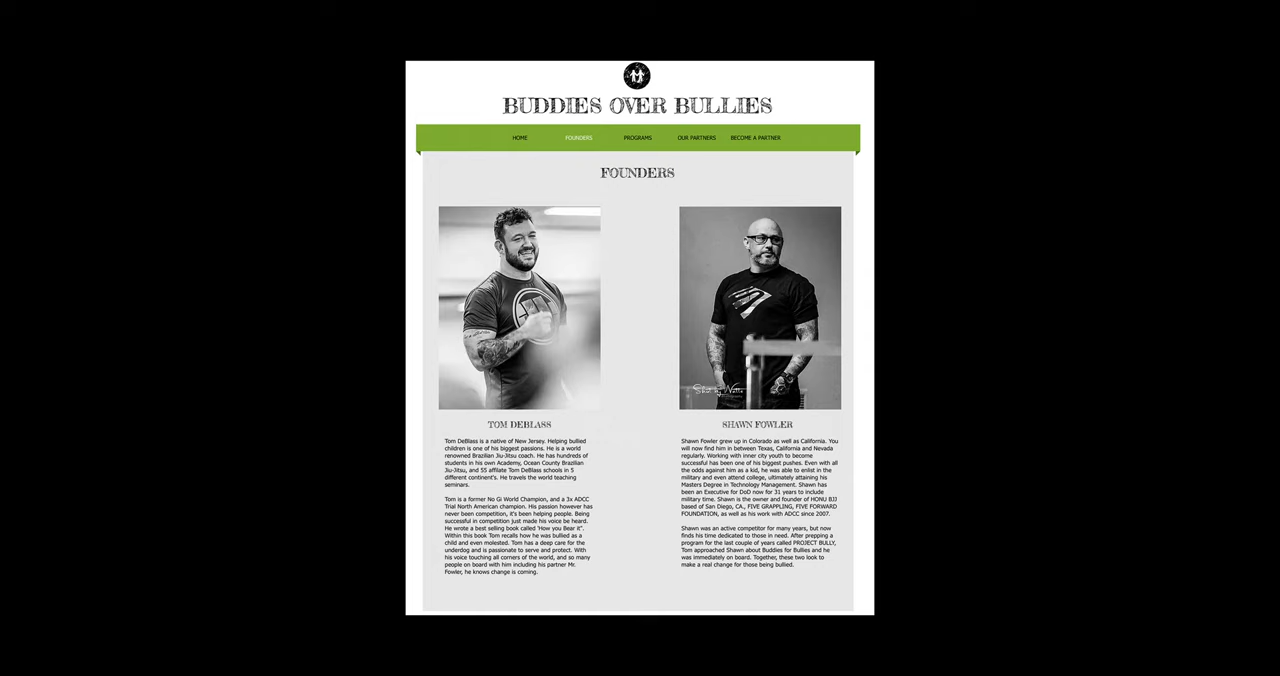 BUDDIES OVER BULLIES
HOME FOUNDERS PROGRAMS OUR PARTNERS BECOME A PARTNER
FOUNDERS
TOM DEBLASS
Tom DeBlass is a native of New Jersey. Helping bullied
children is one of his biggest passions. He is a world
renowned Brazilian Jiu-Jitsu coach. He has hundreds of
students in his own Academy, Ocean County Brazilian
Jiu-Jitsu, and 55 affiliate Tom DeBlass schools in 5
different continent's. He travels the world teaching
seminars.
Tom is a former No Gi World Champion, and a 3x ADCC
Trial North American champion. His passion however has
never been competition, it's been helping people. Being
successful in competition just made his voice be heard.
He wrote a best selling book called "How you Bear it".
Within this book Tom recalls how he was bullied as a
child and even molested. Tom has a deep care for the
underdog and is passionate to serve and protect. With
his voice touching all corners of the world, and so many
people on board with him including his partner Mr.
Fowler, he knows change is coming.
SHAWN FOWLER
Shawn Fowler grew up in Colorado as well as California. You
will now find him in between Texas, California and Nevada
regularly. Working with inner city youth to become
successful has been one of his biggest pushes. Even with all
the odds against him as a kid, he was able to enlist in the
military and even attend college, ultimately attaining his
Masters Degree in Technology Management. Shawn has
been an Executive for DoD now for 31 years to include
military time. Shawn is the owner and founder of HONU BJJ
based of San Diego, CA., FIVE GRAPPLING, FIVE FORWARD
FOUNDATION, as well as his work with ADCC since 2007.
Shawn was an active competitor for many years, but now
finds his time dedicated to those in need. After prepping a
program for the last couple of years called PROJECT BULLY,
Tom approached Shawn about Buddies for Bullies and he
was immediately on board. Together, these two look to
make a real change for those being bullied.